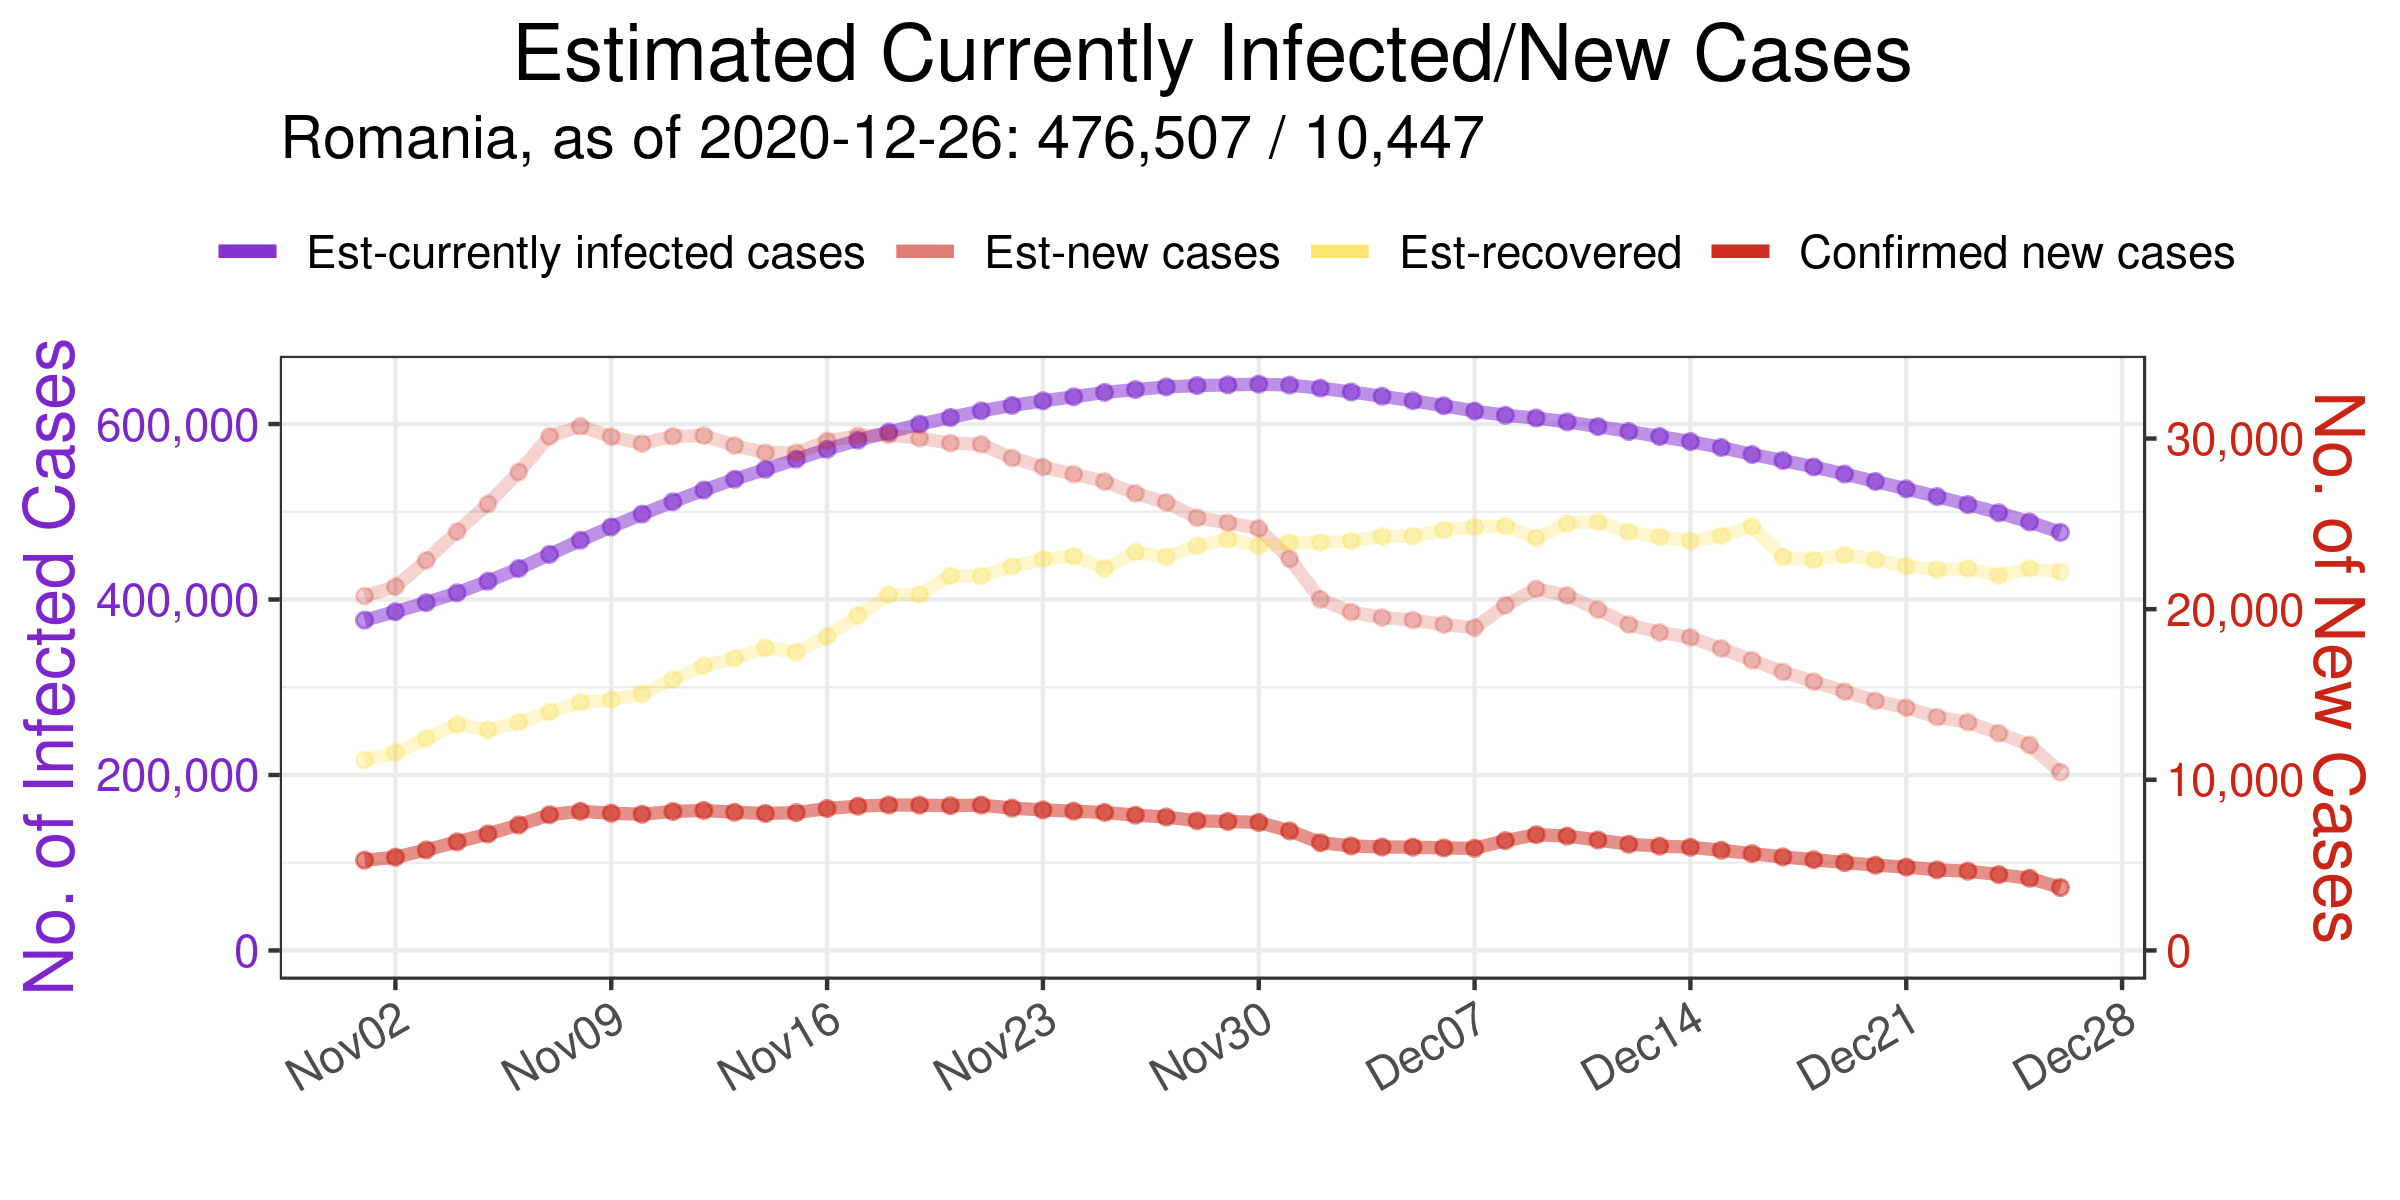 Estimated Currently Infected/New Cases
Romania, as of 2020-12-26: 476,507 / 10,447
Est-currently infected cases
Est-new cases
Est-recovered
Confirmed new cases
No. of Infected Cases
600,000
400,000
200,000
0
30,000
20,000
10,000
0
No. of New Cases
Nov02
Nov09
Nov16
Nov23
Nov30
Dec07
Dec14
Dec21
Dec28